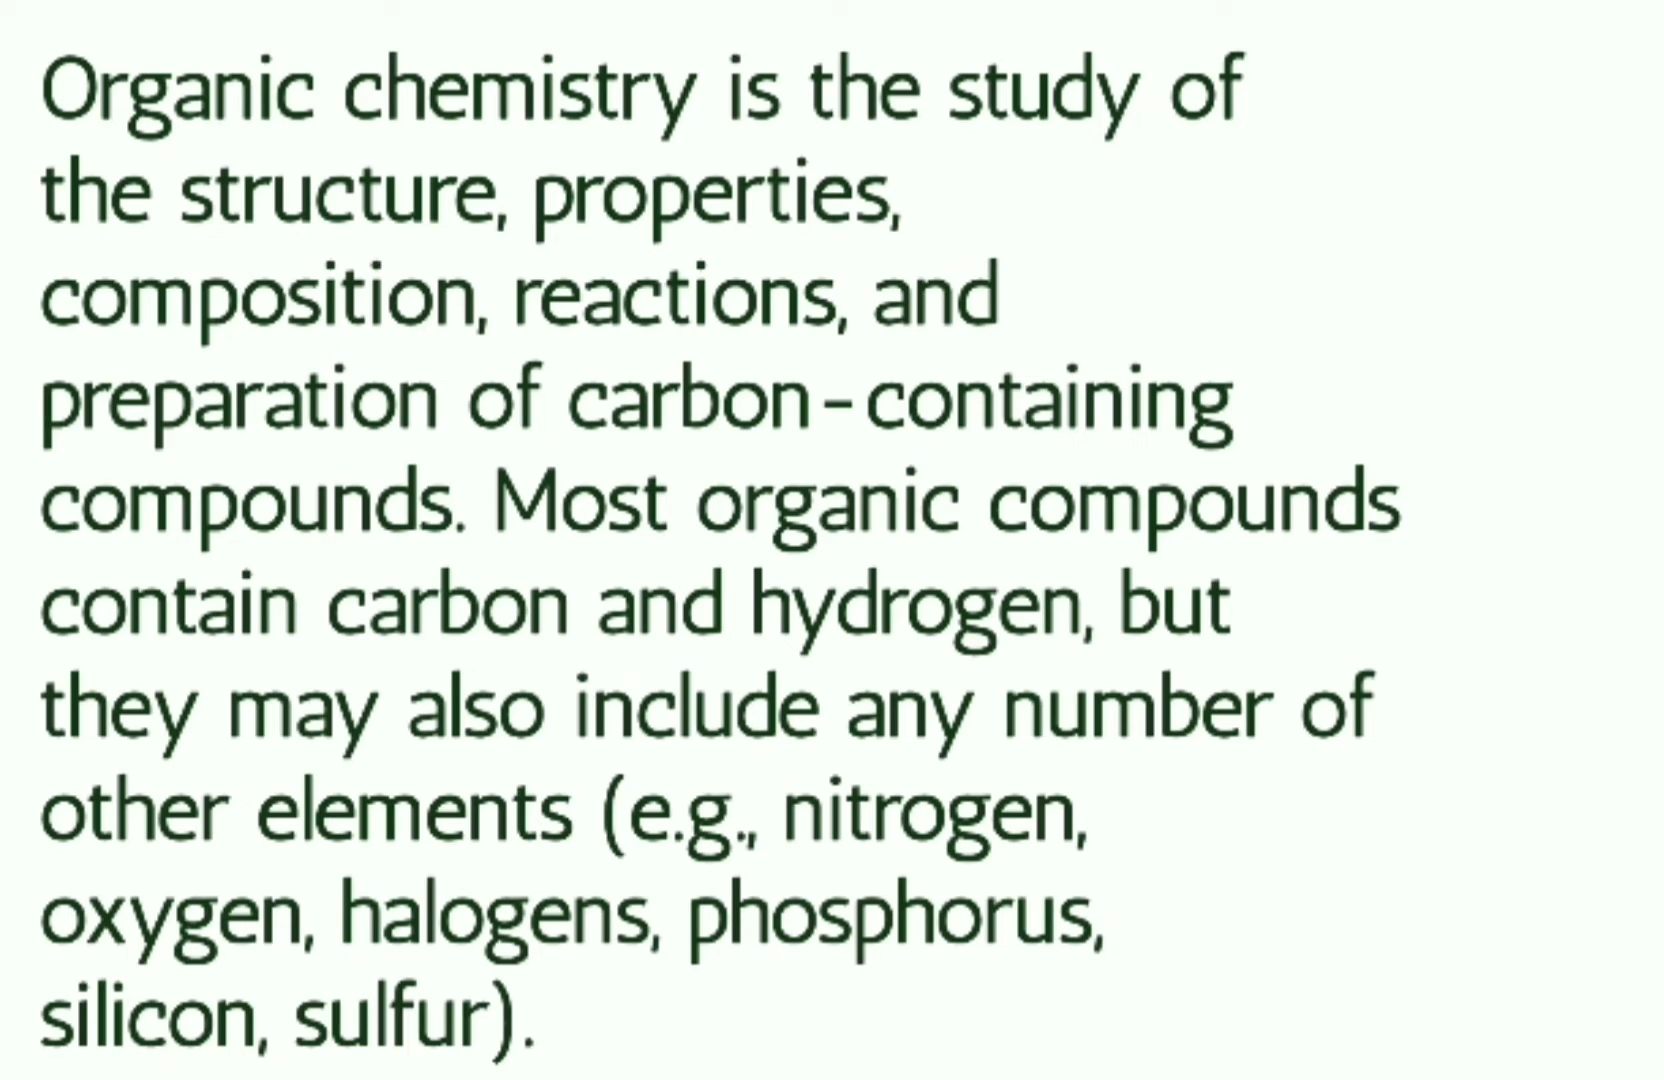 Organic chemistry is the study of
the structure, properties,
composition, reactions, and
preparation of carbon-containing
compounds. Most organic compounds
contain carbon and hydrogen, but
they may also include any number of
other elements (e.g., nitrogen,
oxygen, halogens, phosphorus,
silicon, sulfur).